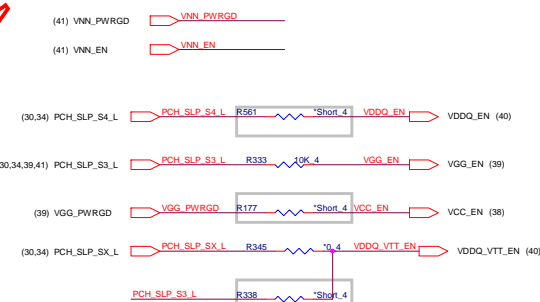 (41) VNN_PWRGD VNN_PWRGD
(41) VNN_EN VNN_EN
(30,34) PCH_SLP_S4_L PCH_SLP_S4_L R561 *Short_4 VDDQ_EN VDDQ_EN (40)
30,34,39,41) PCH_SLP_S3_L PCH_SLP_S3_L R333 10K_4 VGG_EN VGG_EN (39)
(39) VGG_PWRGD VGG_PWRGD R177 *Short_4 VCC_EN VCC_EN (38)
(30,34) PCH_SLP_SX_L PCH_SLP_SX_L R345 *0_4 VDDQ_VTT_EN VDDQ_VTT_EN (40)
PCH_SLP_S3_L R338 *Short_4